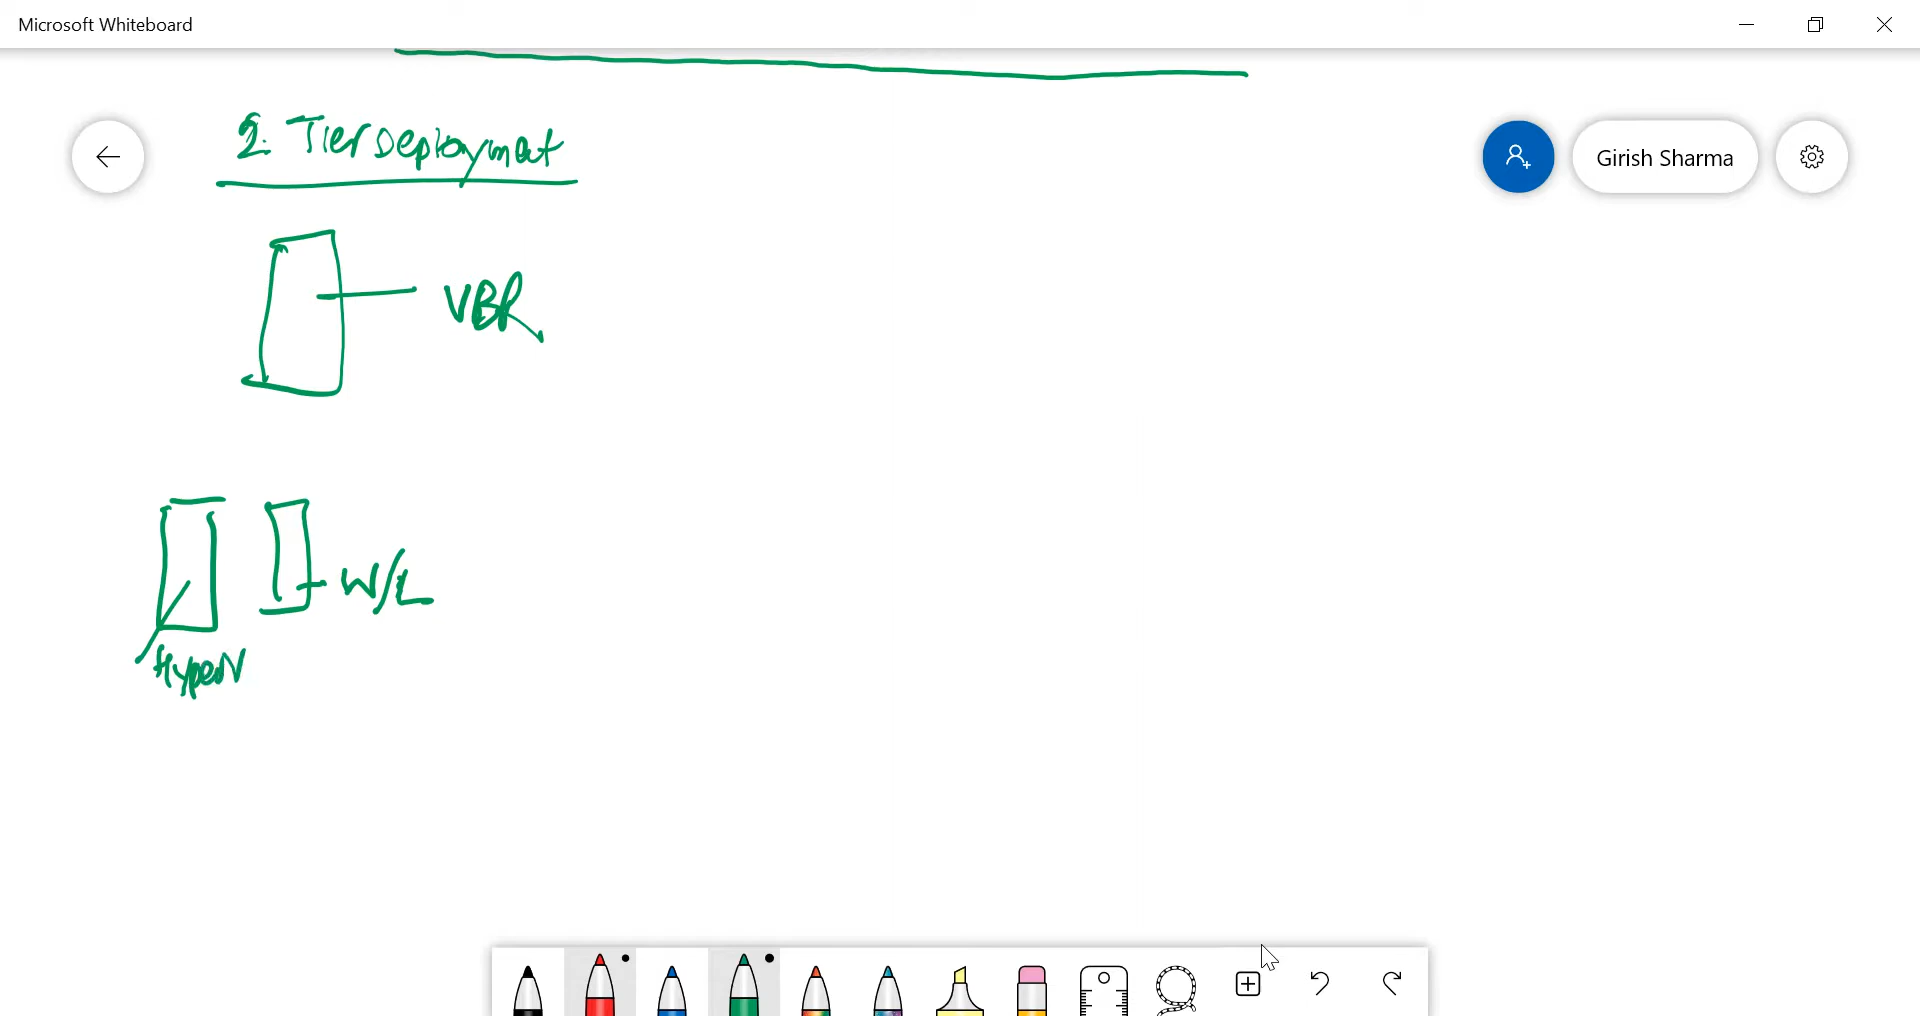 Microsoft Whiteboard
2. Tier Deployment
Girish Sharma
VBR
W/L
HyperV